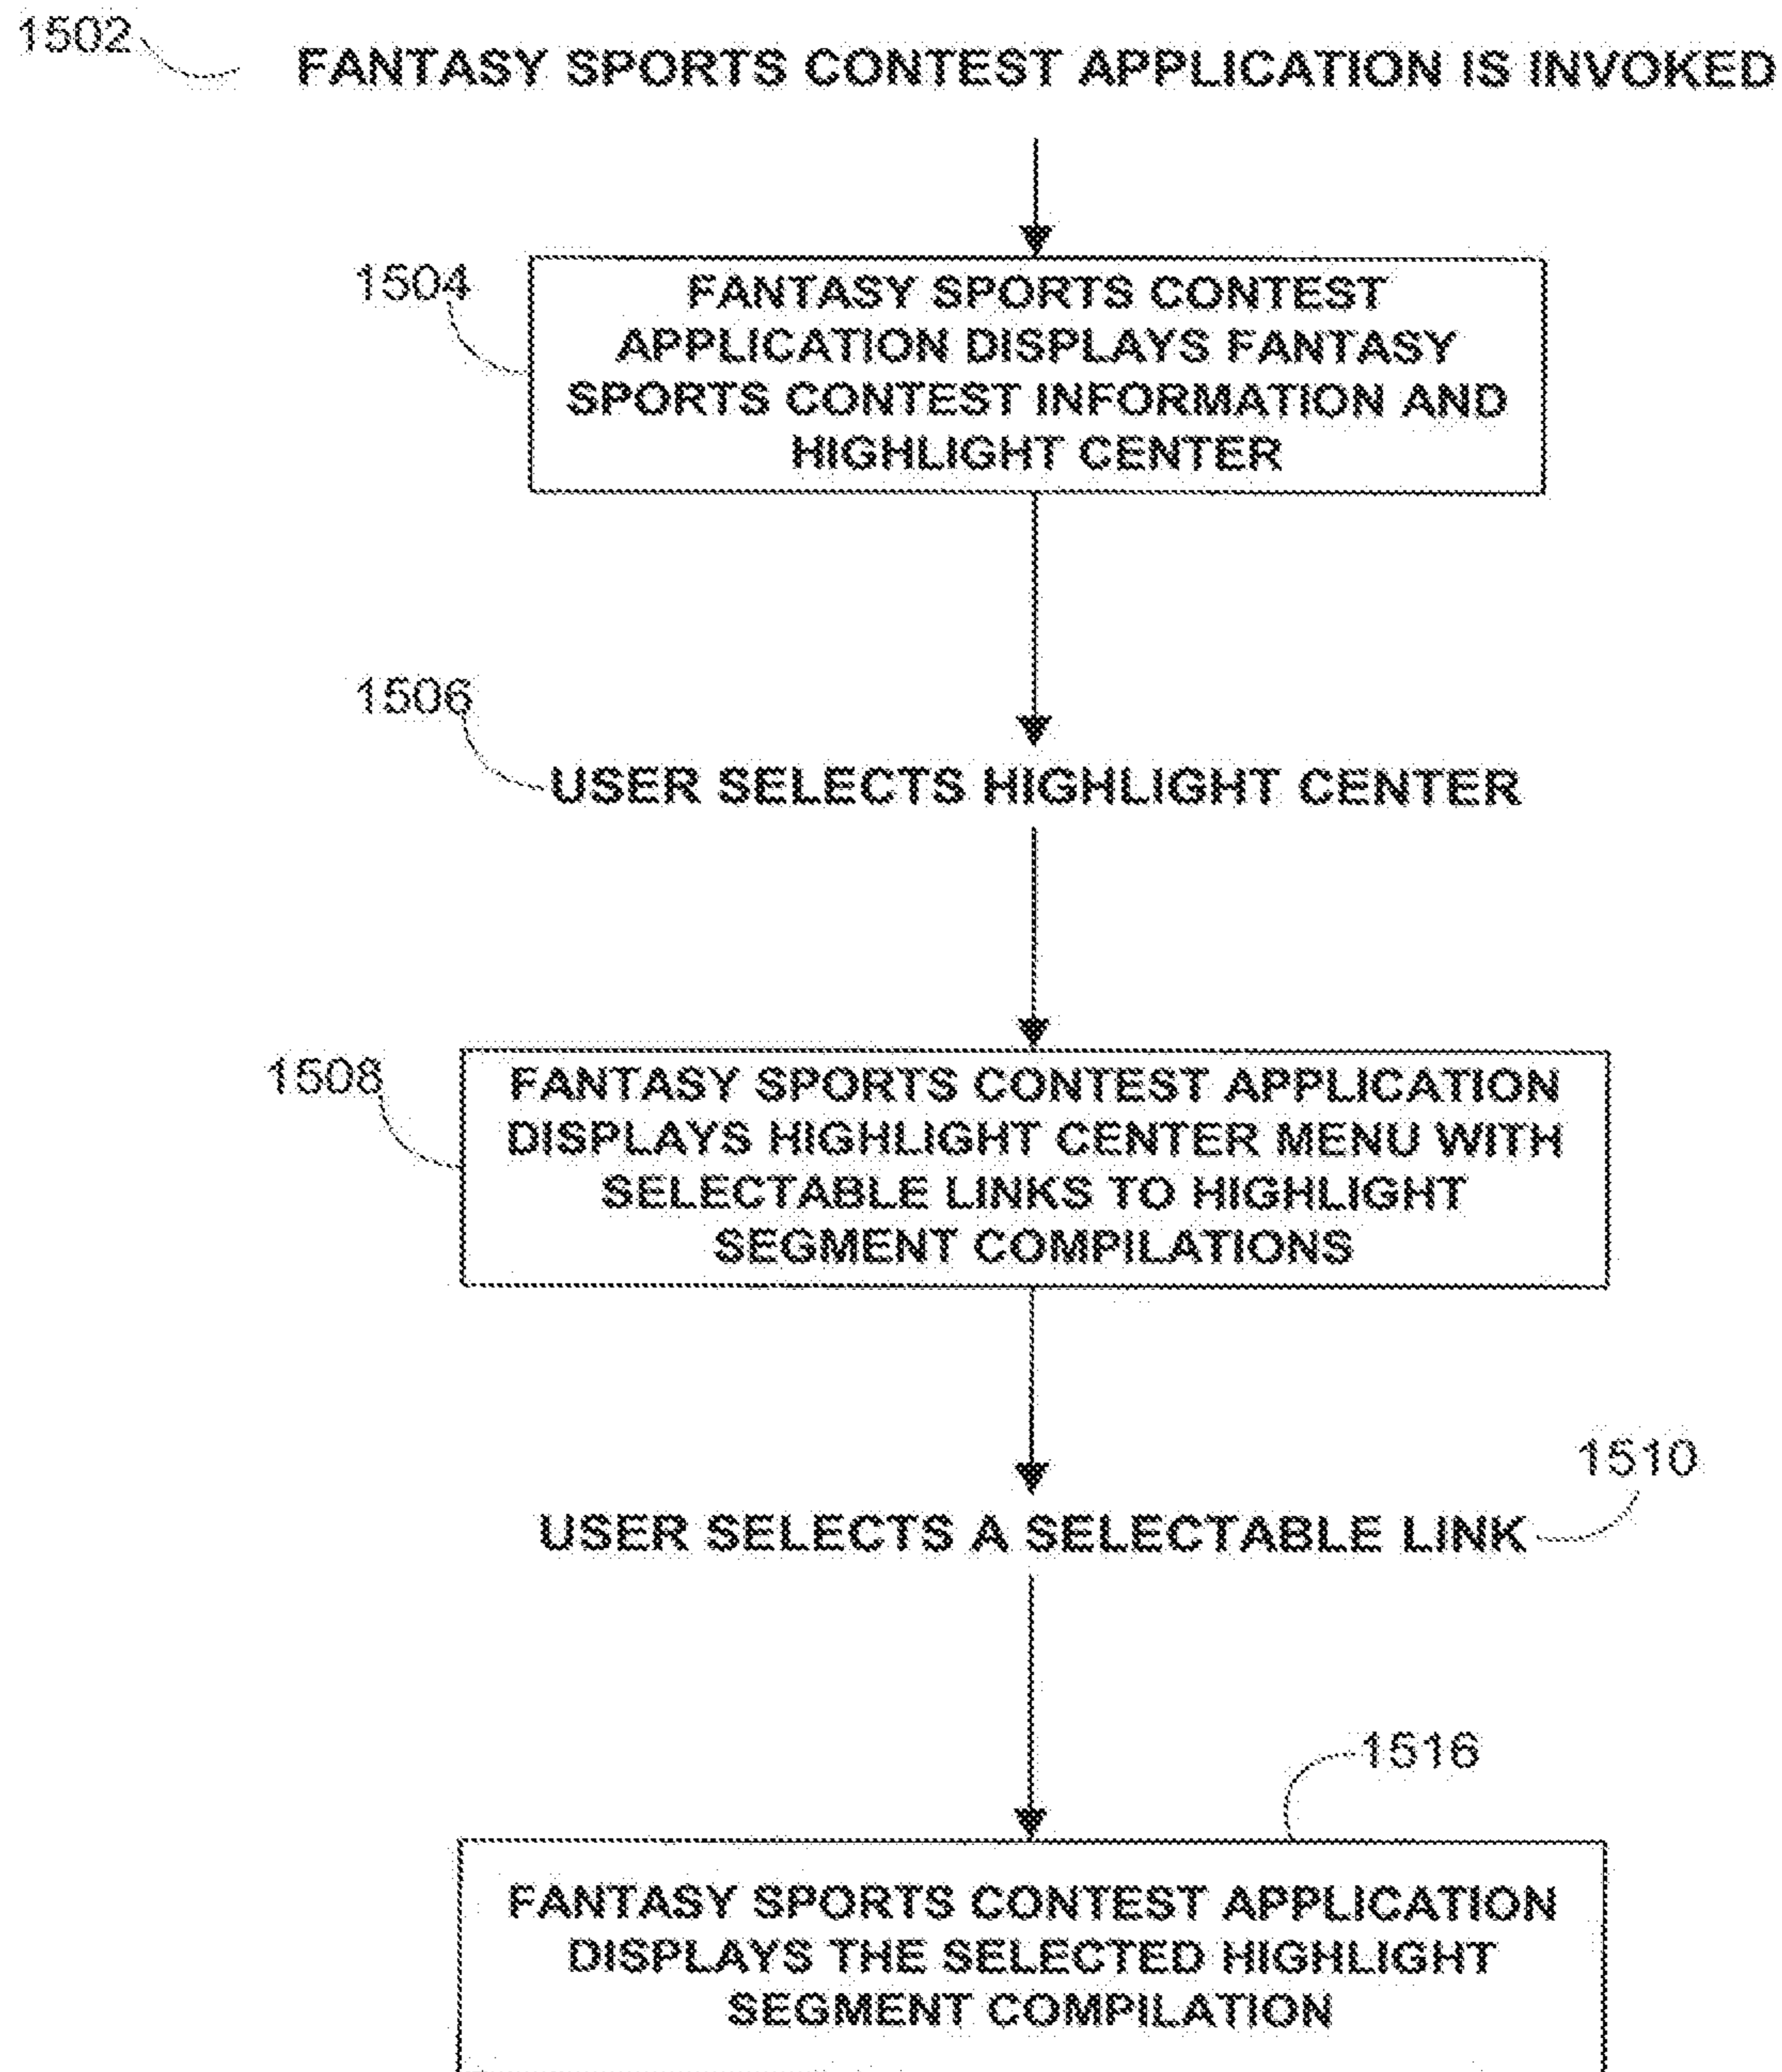 1502
FANTASY SPORTS CONTEST APPLICATION IS INVOKED
1504
FANTASY SPORTS CONTEST
APPLICATION DISPLAYS FANTASY
SPORTS CONTEST INFORMATION AND
HIGHLIGHT CENTER
1506
USER SELECTS HIGHLIGHT CENTER
1508
FANTASY SPORTS CONTEST APPLICATION
DISPLAYS HIGHLIGHT CENTER MENU WITH
SELECTABLE LINKS TO HIGHLIGHT
SEGMENT COMPILATIONS
1510
USER SELECTS A SELECTABLE LINK
1516
FANTASY SPORTS CONTEST APPLICATION
DISPLAYS THE SELECTED HIGHLIGHT
SEGMENT COMPILATION